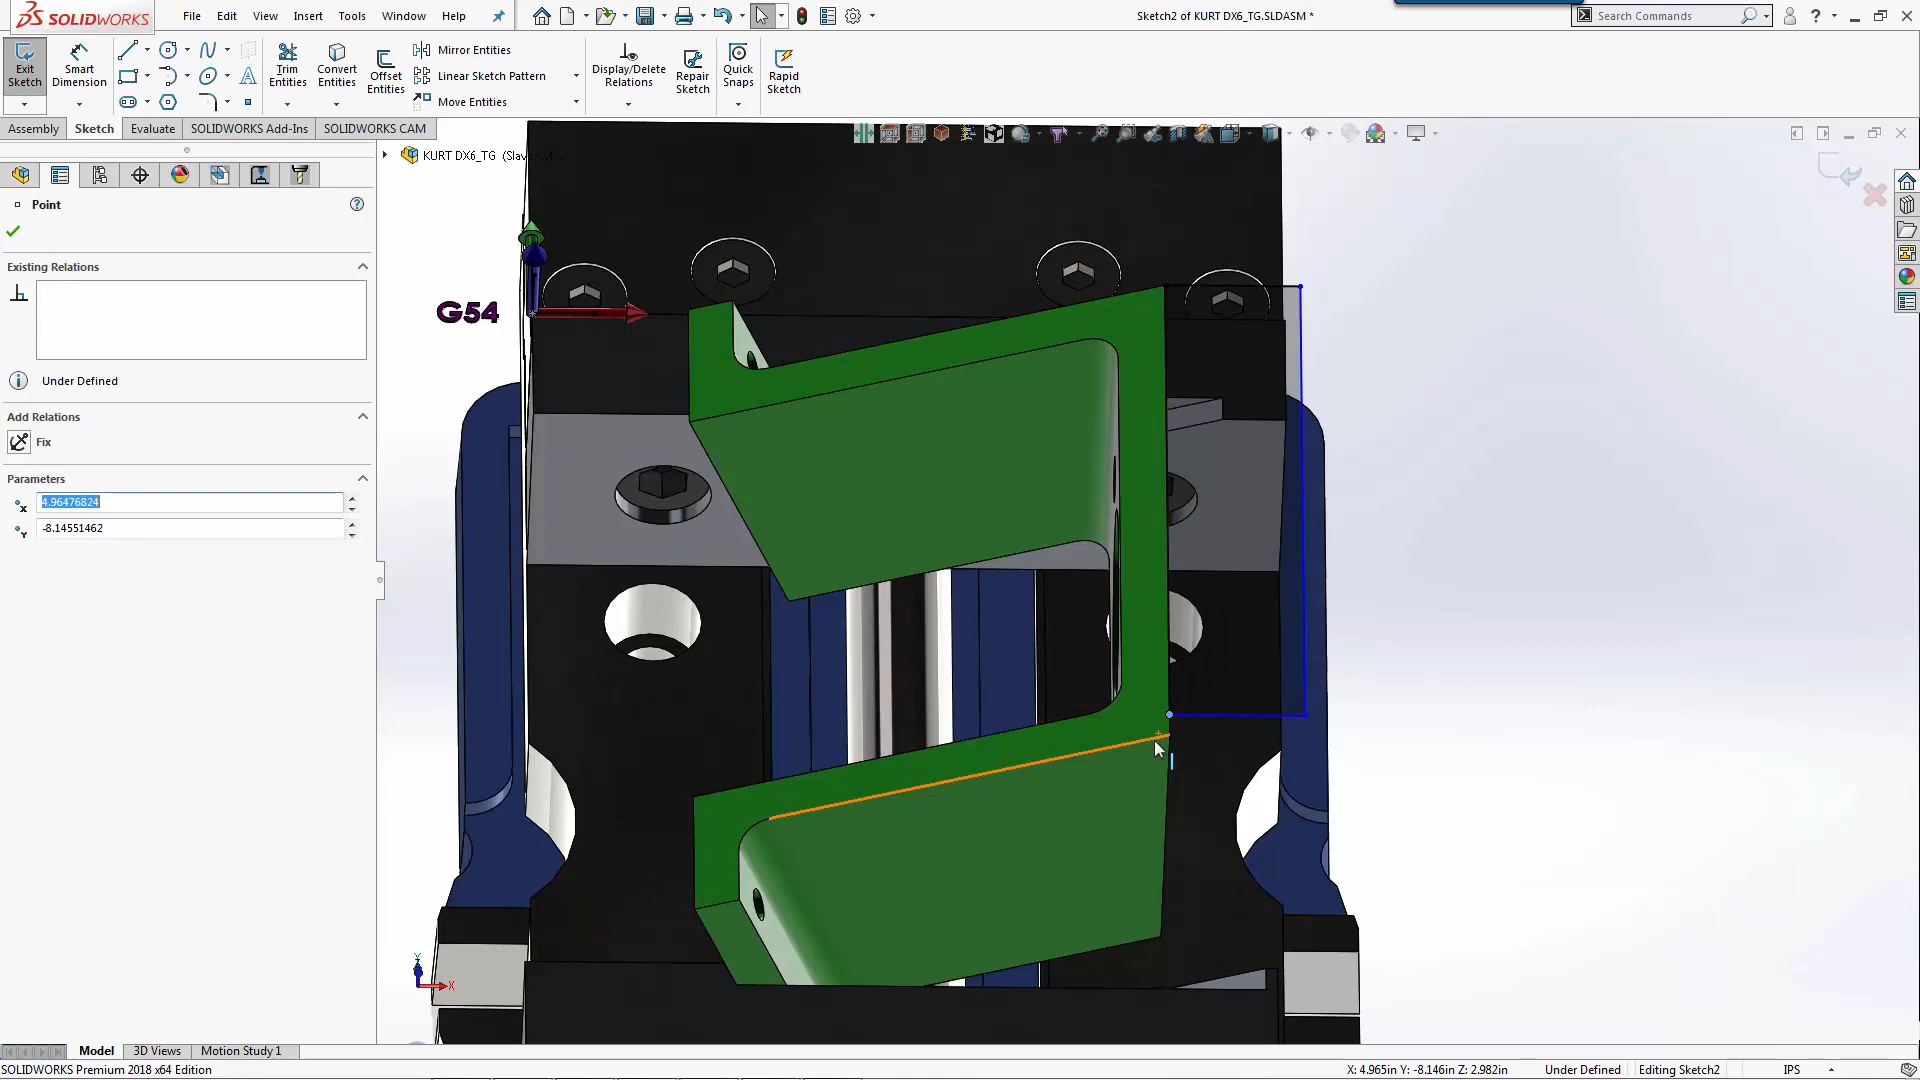 SOLIDWORKS
File Edit View Insert Tools Window Help
Sketch2 of KURT DX6_TG.SLDASM *
Search Commands
Exit Sketch
Smart Dimension
Trim Entities
Convert Entities
Offset Entities
Mirror Entities
Linear Sketch Pattern
Move Entities
Display/Delete Relations
Repair Sketch
Quick Snaps
Rapid Sketch
Assembly Sketch Evaluate SOLIDWORKS Add-Ins SOLIDWORKS CAM
KURT DX6_TG (Slav
Point
Existing Relations
Under Defined
Add Relations
Fix
Parameters
4.96476824
-8.14551462
G54
Y
X
Model 3D Views Motion Study 1
SOLIDWORKS Premium 2018 x64 Edition
X: 4.965in Y: -8.146in Z: 2.982in Under Defined Editing Sketch2 IPS